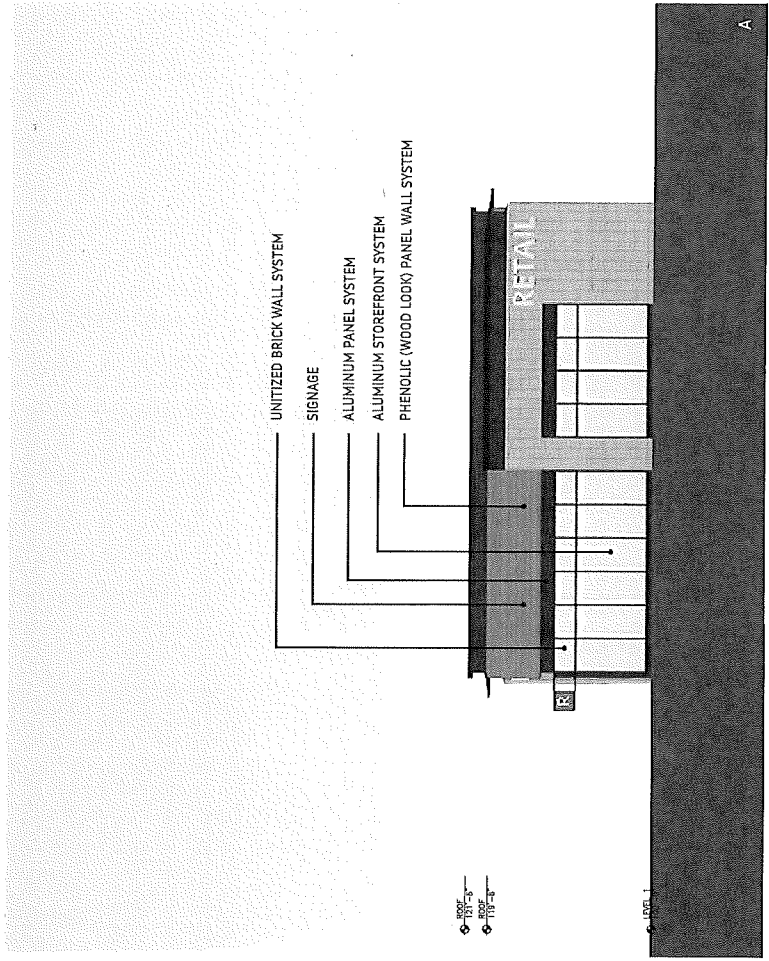 UNITIZED BRICK WALL SYSTEM
SIGNAGE
ALUMINUM PANEL SYSTEM
ALUMINUM STOREFRONT SYSTEM
PHENOLIC (WOOD LOOK) PANEL WALL SYSTEM
RETAIL
R
ROOF
121'-6"
ROOF
119'-6"
LEVEL 1
A